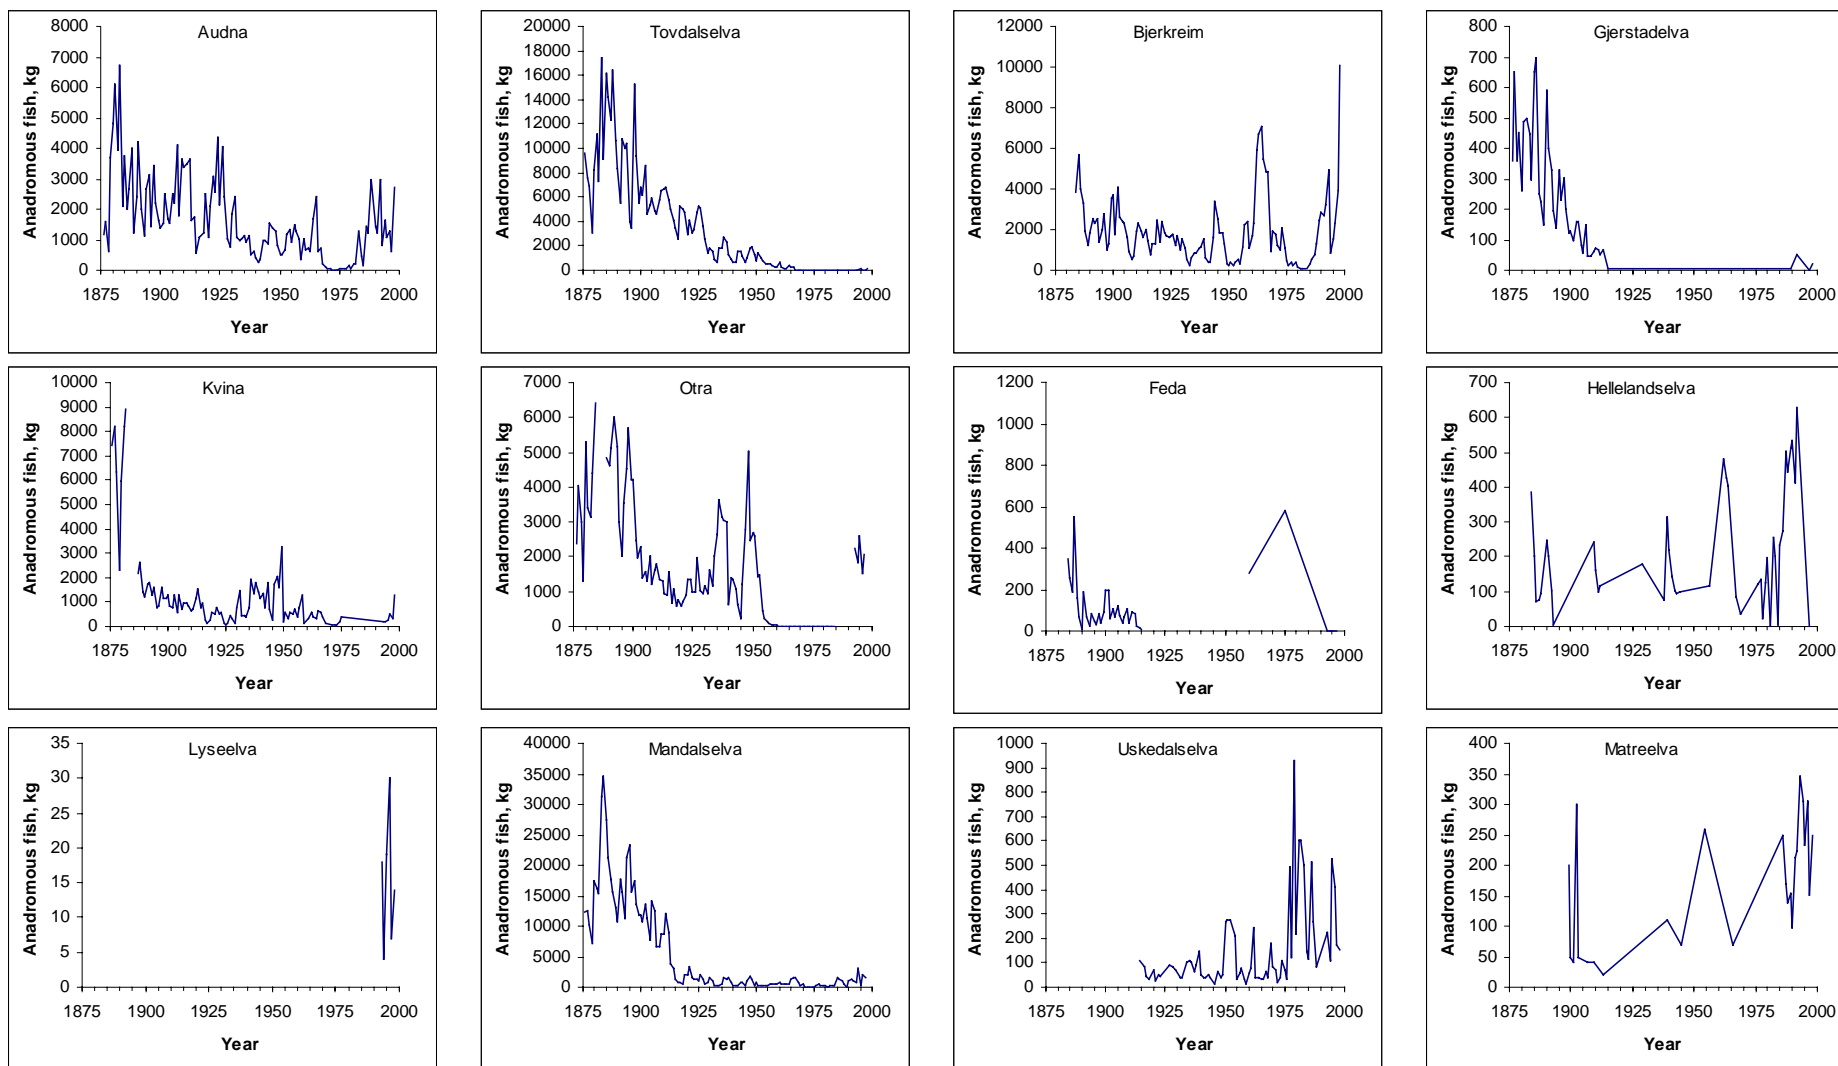 Audna
Anadromous fish, kg
8000
7000
6000
5000
4000
3000
2000
1000
0
1875 1900 1925 1950 1975 2000
Year
Tovdalselva
Anadromous fish, kg
20000
18000
16000
14000
12000
10000
8000
6000
4000
2000
0
1875 1900 1925 1950 1975 2000
Year
Bjerkreim
Anadromous fish, kg
12000
10000
8000
6000
4000
2000
0
1875 1900 1925 1950 1975 2000
Year
Gjerstadelva
Anadromous fish, kg
800
700
600
500
400
300
200
100
0
1875 1900 1925 1950 1975 2000
Year
Kvina
Anadromous fish, kg
10000
9000
8000
7000
6000
5000
4000
3000
2000
1000
0
1875 1900 1925 1950 1975 2000
Year
Otra
Anadromous fish, kg
7000
6000
5000
4000
3000
2000
1000
0
1875 1900 1925 1950 1975 2000
Year
Feda
Anadromous fish, kg
1200
1000
800
600
400
200
0
1875 1900 1925 1950 1975 2000
Year
Hellelandselva
Anadromous fish, kg
700
600
500
400
300
200
100
0
1875 1900 1925 1950 1975 2000
Year
Lyseelva
Anadromous fish, kg
35
30
25
20
15
10
5
0
1875 1900 1925 1950 1975 2000
Year
Mandalselva
Anadromous fish, kg
40000
35000
30000
25000
20000
15000
10000
5000
0
1875 1900 1925 1950 1975 2000
Year
Uskedalselva
Anadromous fish, kg
1000
900
800
700
600
500
400
300
200
100
0
1875 1900 1925 1950 1975 2000
Year
Matreelva
Anadromous fish, kg
400
350
300
250
200
150
100
50
0
1875 1900 1925 1950 1975 2000
Year